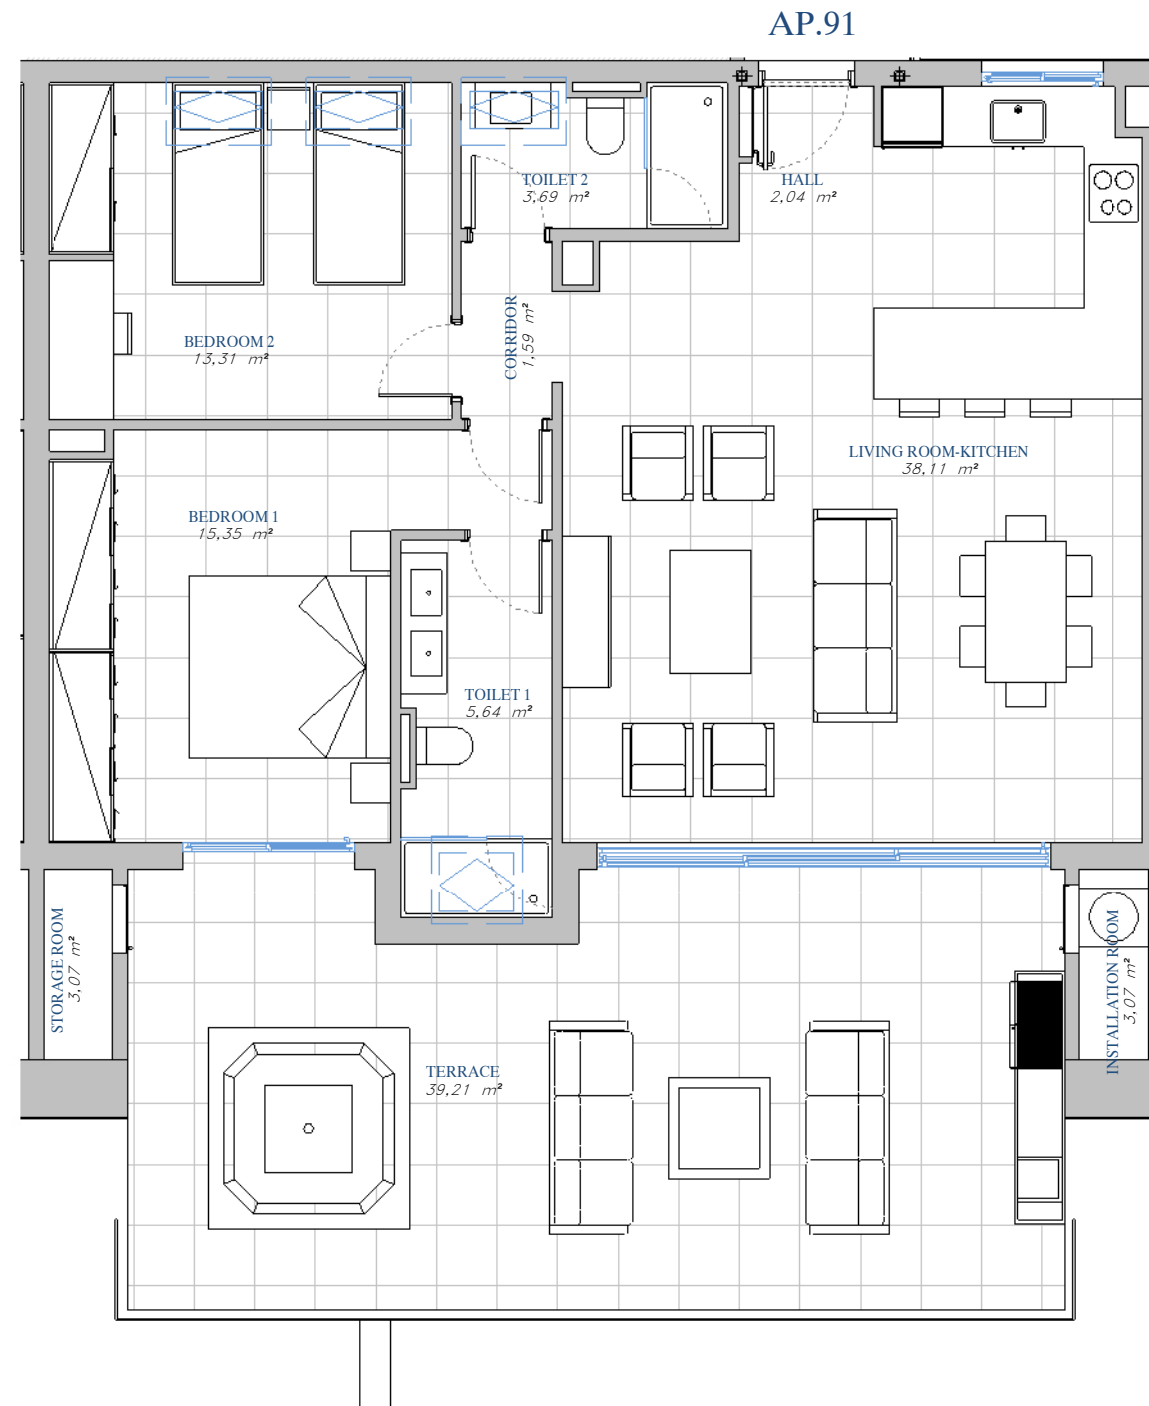 AP.91
TOILET 2
3,69 m²
HALL
2,04 m²
BEDROOM 2
13,31 m²
CORRIDOR
1,59 m²
LIVING ROOM-KITCHEN
38,11 m²
BEDROOM 1
15,35 m²
TOILET 1
5,64 m²
STORAGE ROOM
3,07 m²
INSTALLATION ROOM
3,07 m²
TERRACE
39,21 m²